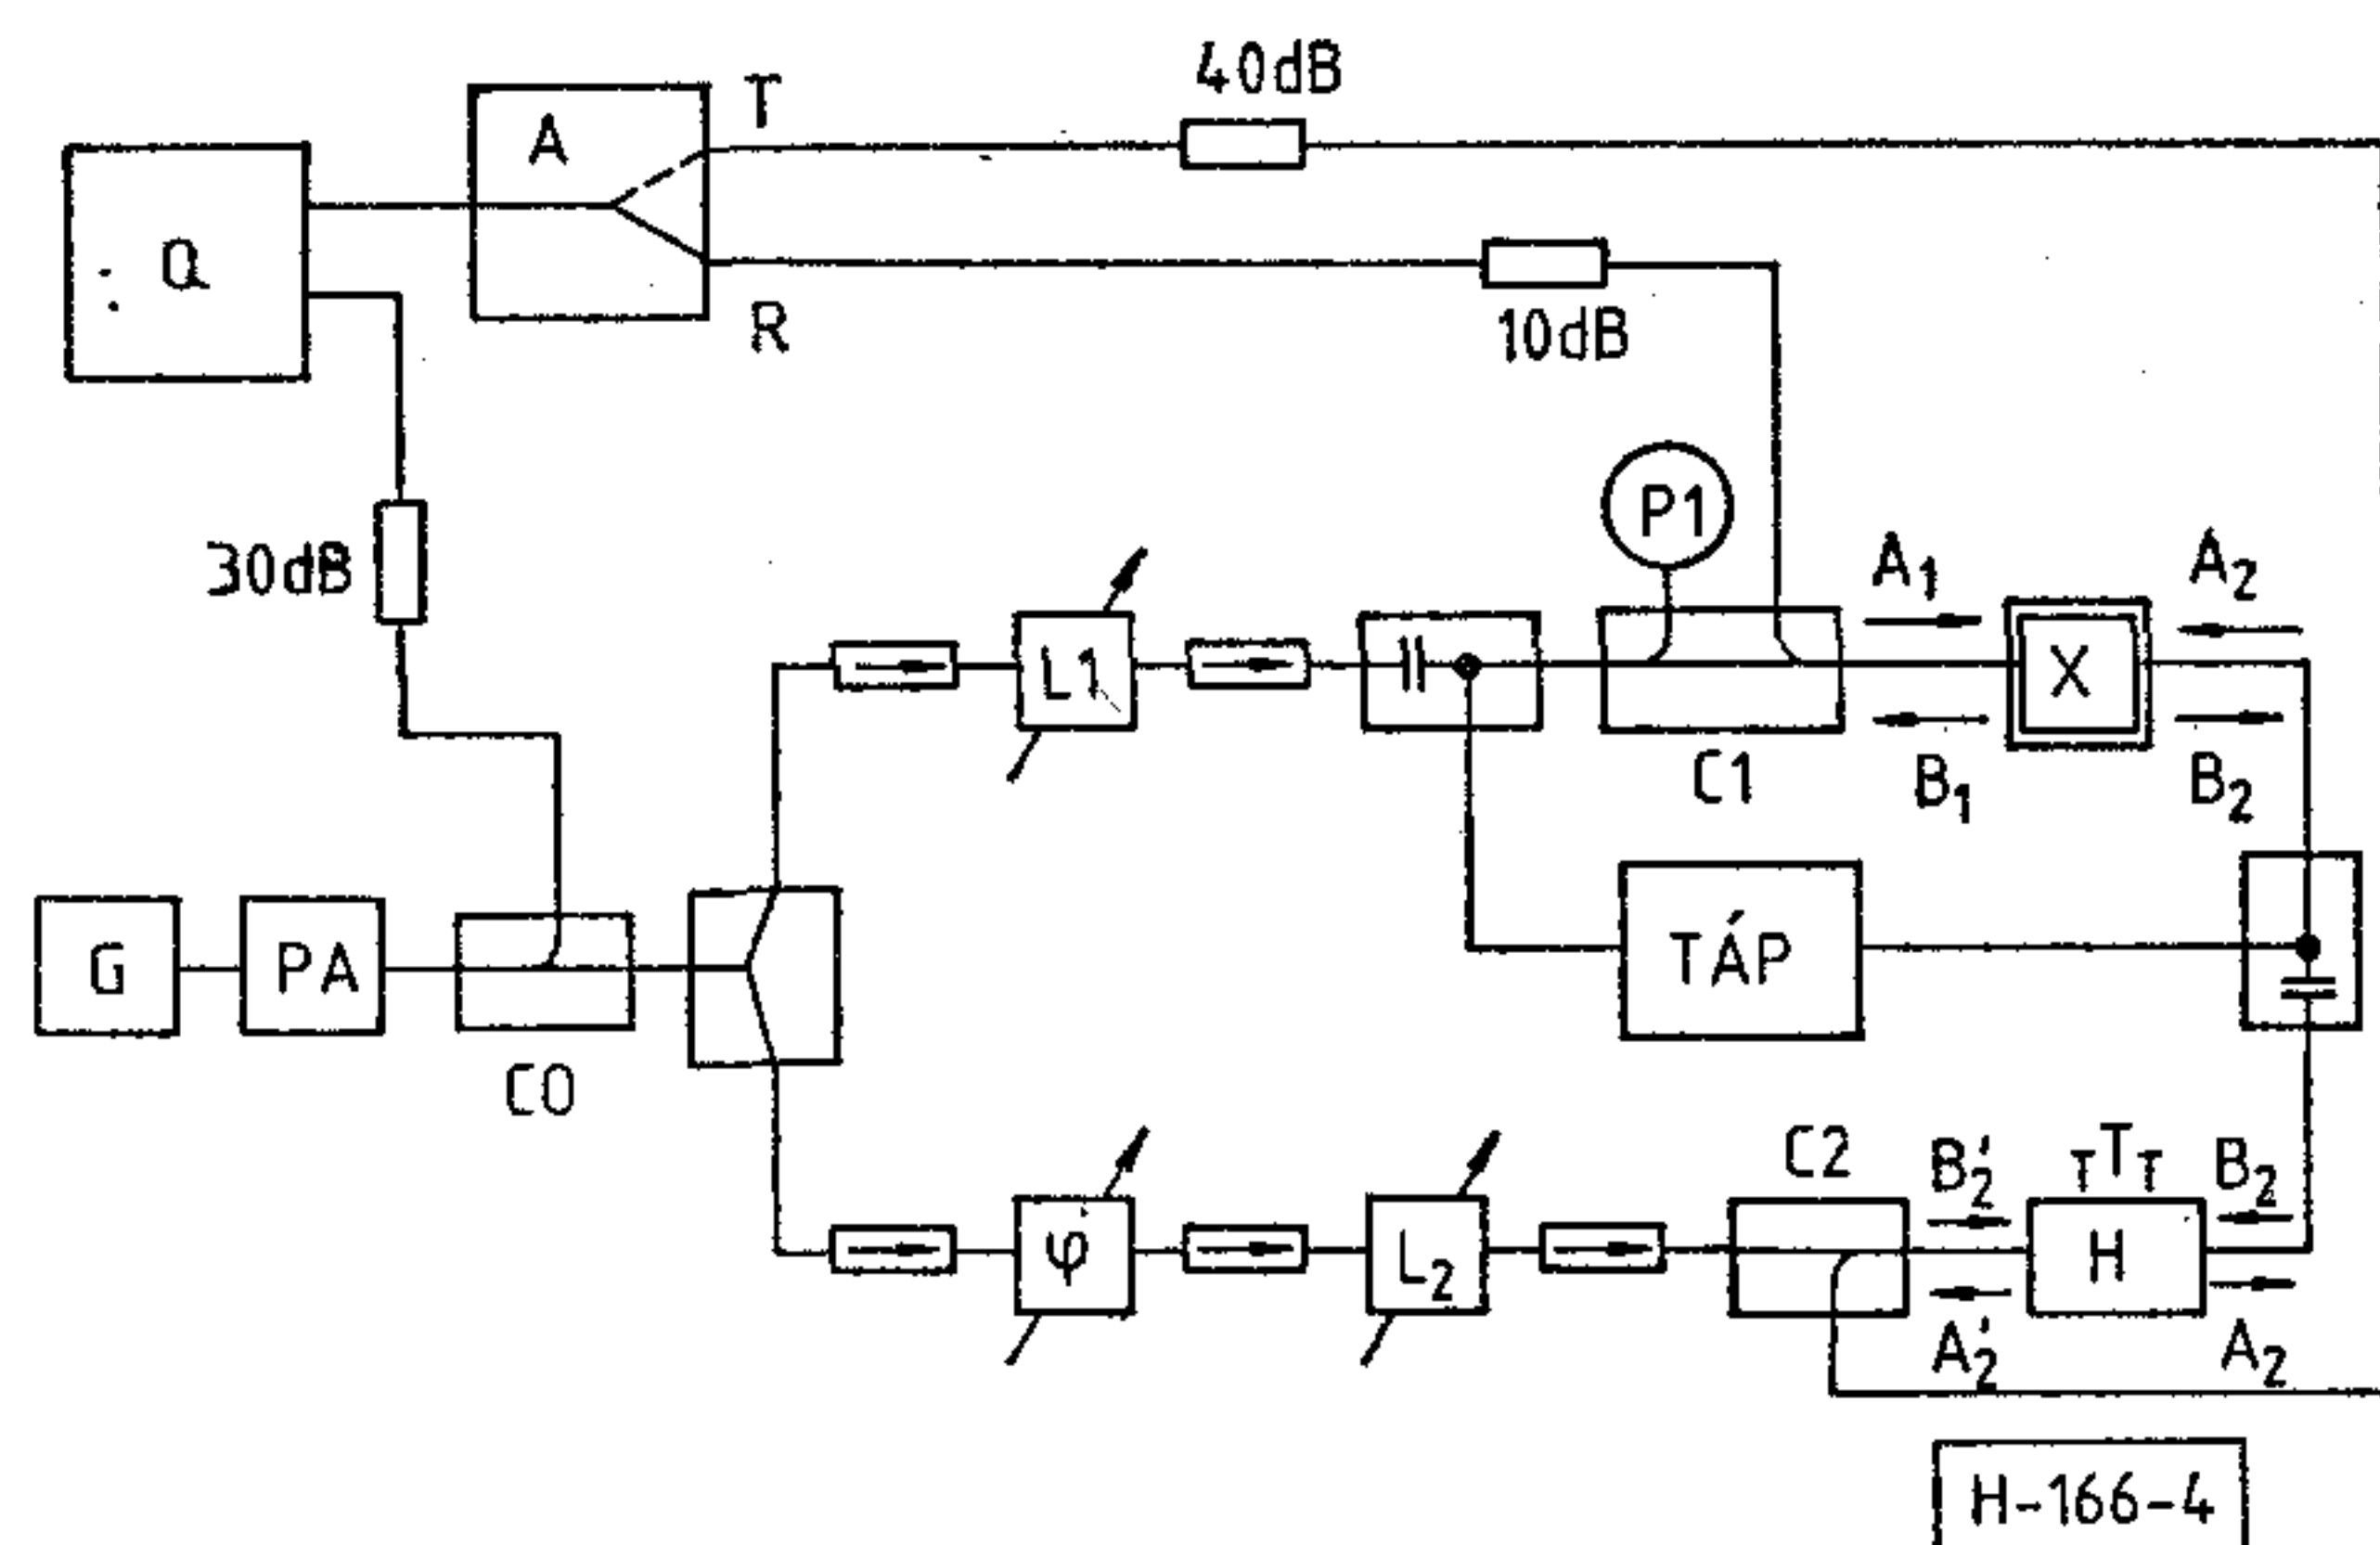 A
T
40dB
Q
R
10dB
30dB
P1
A₁
A₂
L1
X
C1
B₁
B₂
G
PA
TÁP
C0
C2
B₂'
ᴛTᴛ
B₂
φ
L₂
H
A₂'
A₂
H-166-4